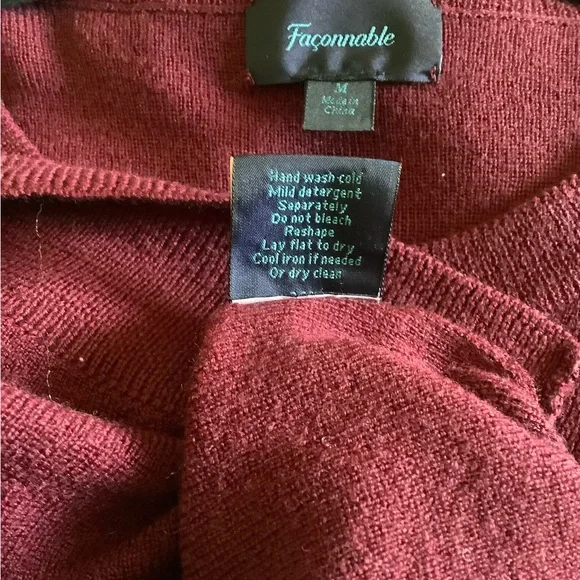 Façonnable
M
Made in
China
Hand wash cold
Mild detergent
Separately
Do not bleach
Reshape
Lay flat to dry
Cool iron if needed
Or dry clean